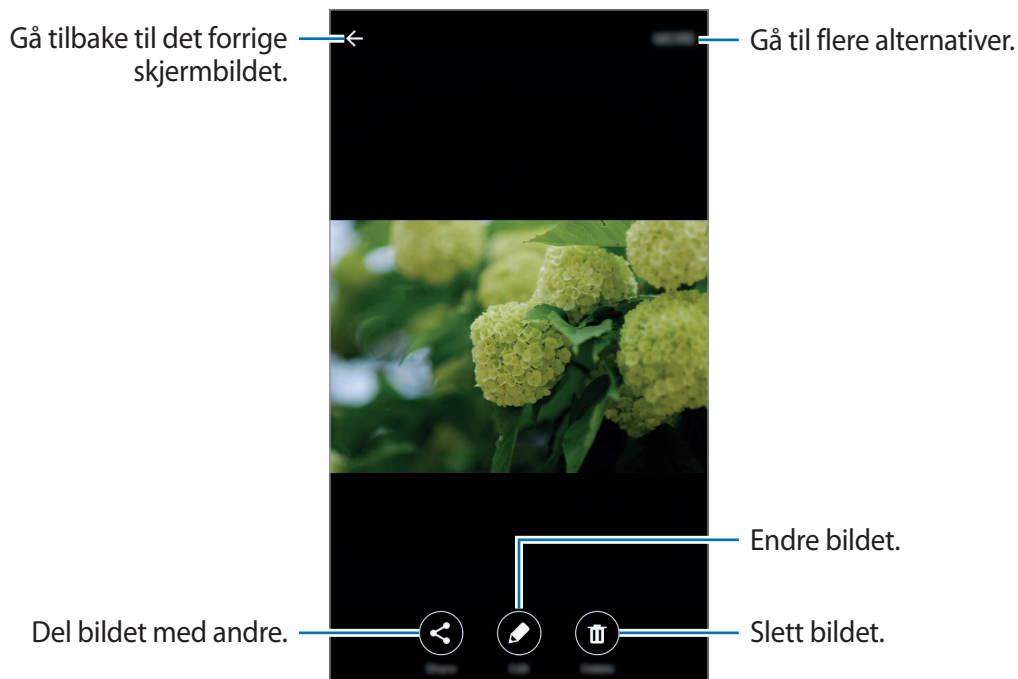 Gå tilbake til det forrige
skjermbildet.
Gå til flere alternativer.
Endre bildet.
Del bildet med andre.
Slett bildet.